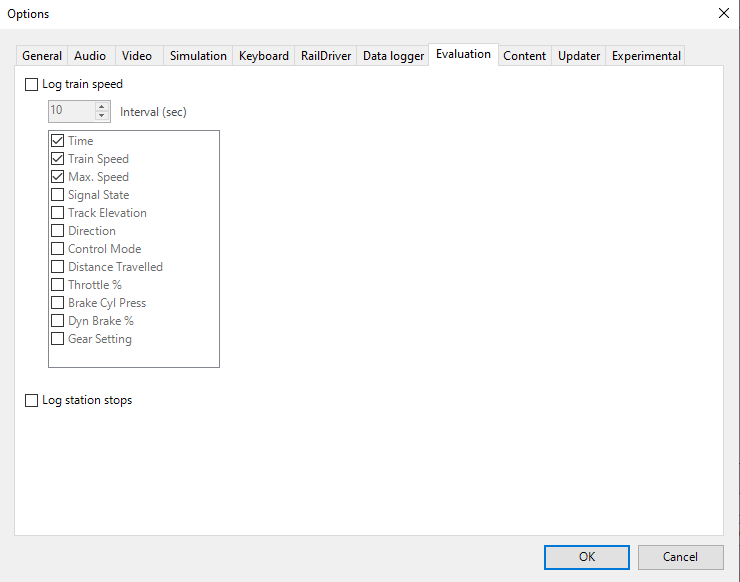 Options
General Audio Video Simulation Keyboard RailDriver Data logger Evaluation Content Updater Experimental
Log train speed
10 Interval (sec)
Time
Train Speed
Max. Speed
Signal State
Track Elevation
Direction
Control Mode
Distance Travelled
Throttle %
Brake Cyl Press
Dyn Brake %
Gear Setting
Log station stops
OK Cancel